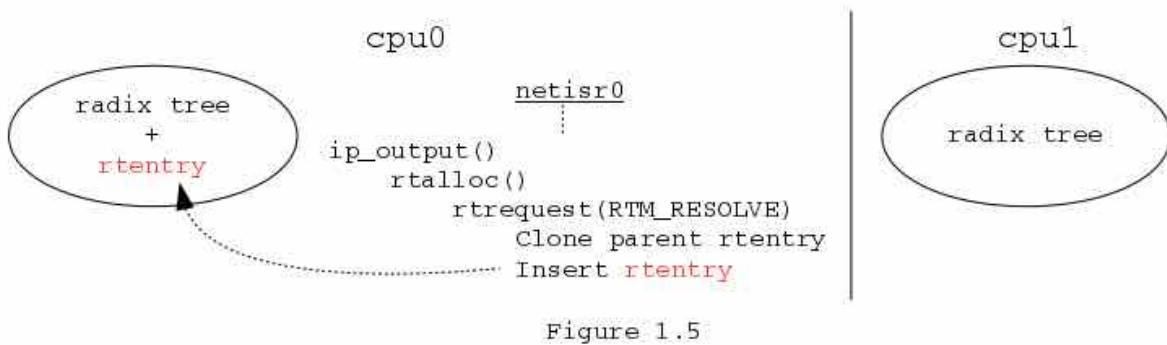 cpu0
cpu1
radix tree
+
rtentry
netisr0
ip_output()
rtalloc()
rtrequest(RTM_RESOLVE)
Clone parent rtentry
Insert rtentry
radix tree
Figure 1.5